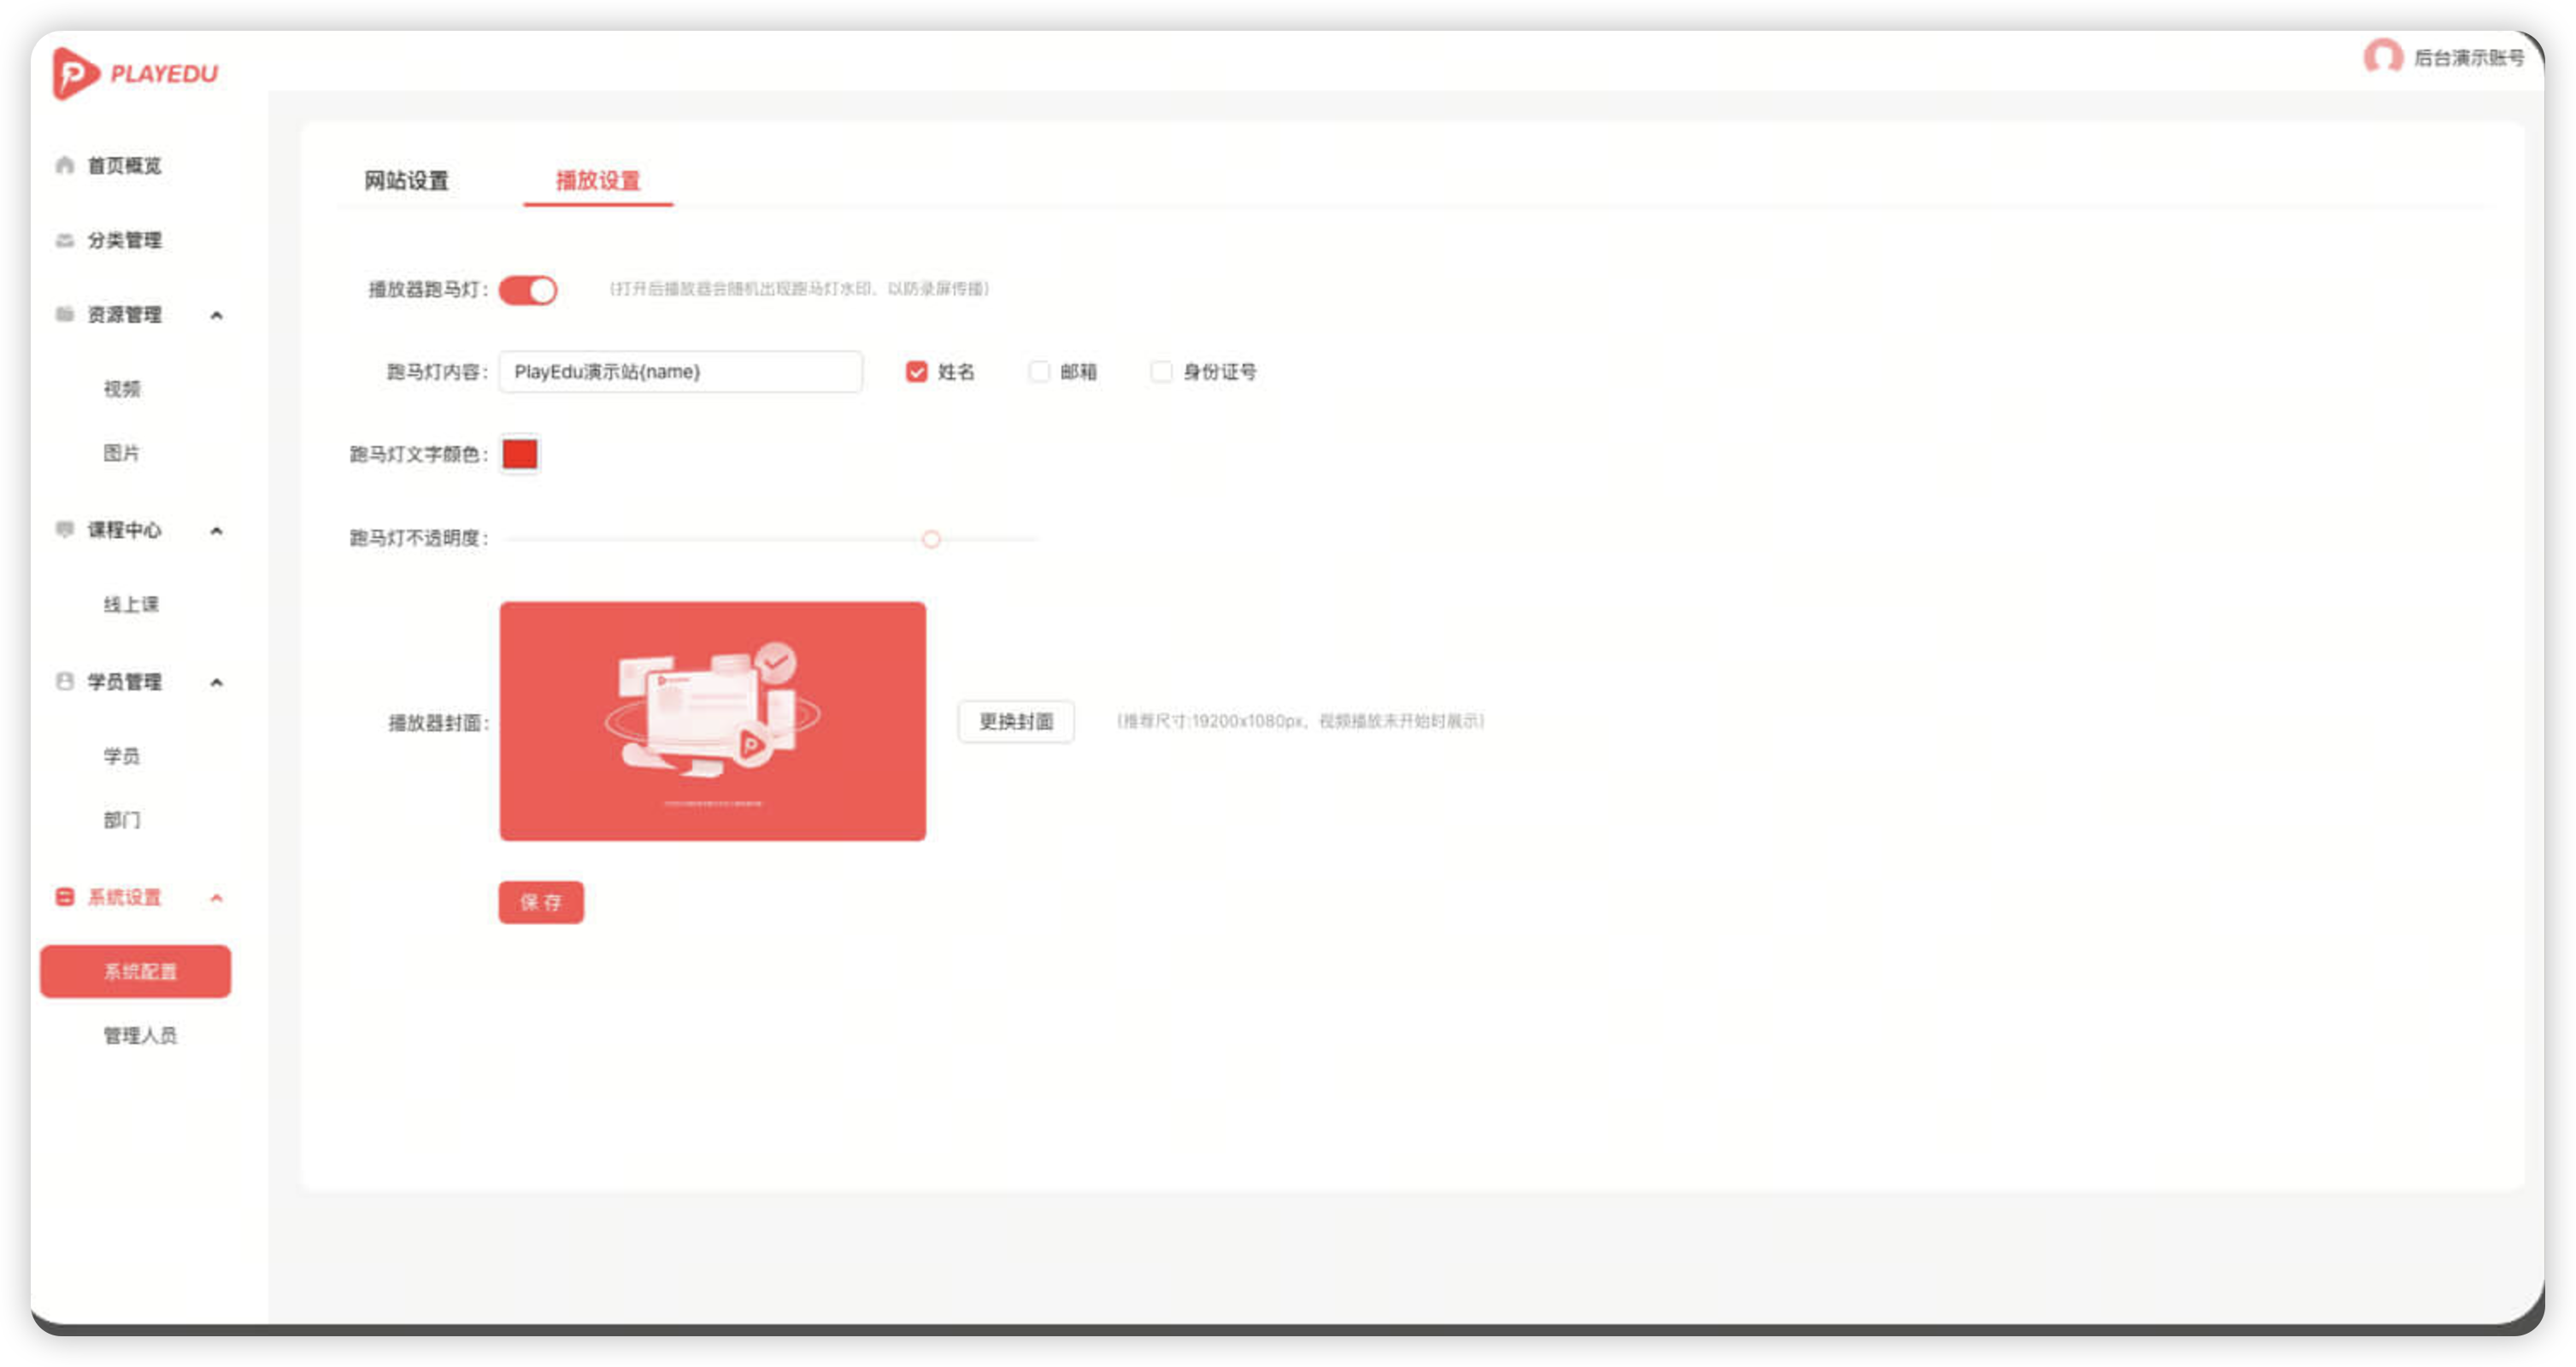 PLAYEDU
后台演示账号
首页概览
分类管理
资源管理
视频
图片
课程中心
线上课
学员管理
学员
部门
系统设置
系统配置
管理人员
网站设置
播放设置
播放器跑马灯：
(打开后播放器会随机出现跑马灯水印，以防录屏传播)
跑马灯内容：
PlayEdu演示站{name}
姓名
邮箱
身份证号
跑马灯文字颜色：
跑马灯不透明度：
播放器封面：
更换封面
(推荐尺寸:19200x1080px，视频播放未开始时展示)
保存